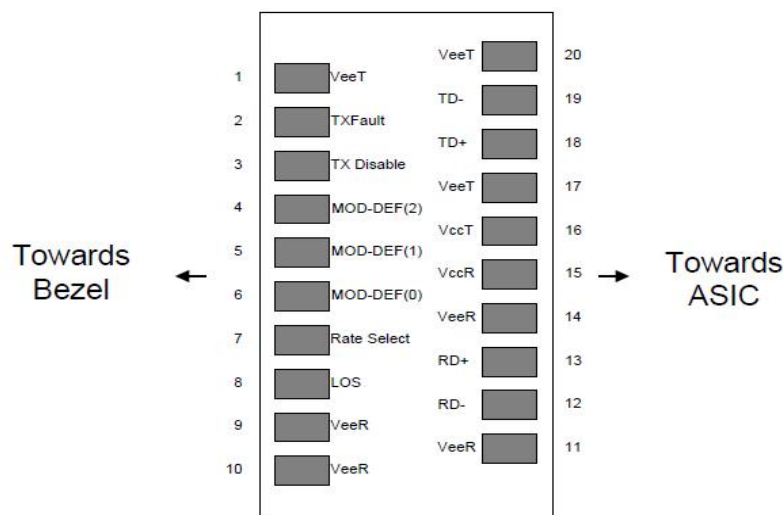 1 VeeT
2 TXFault
3 TX Disable
4 MOD-DEF(2)
5 MOD-DEF(1)
6 MOD-DEF(0)
7 Rate Select
8 LOS
9 VeeR
10 VeeR
VeeT 20
TD- 19
TD+ 18
VeeT 17
VccT 16
VccR 15
VeeR 14
RD+ 13
RD- 12
VeeR 11
Towards
Bezel
Towards
ASIC